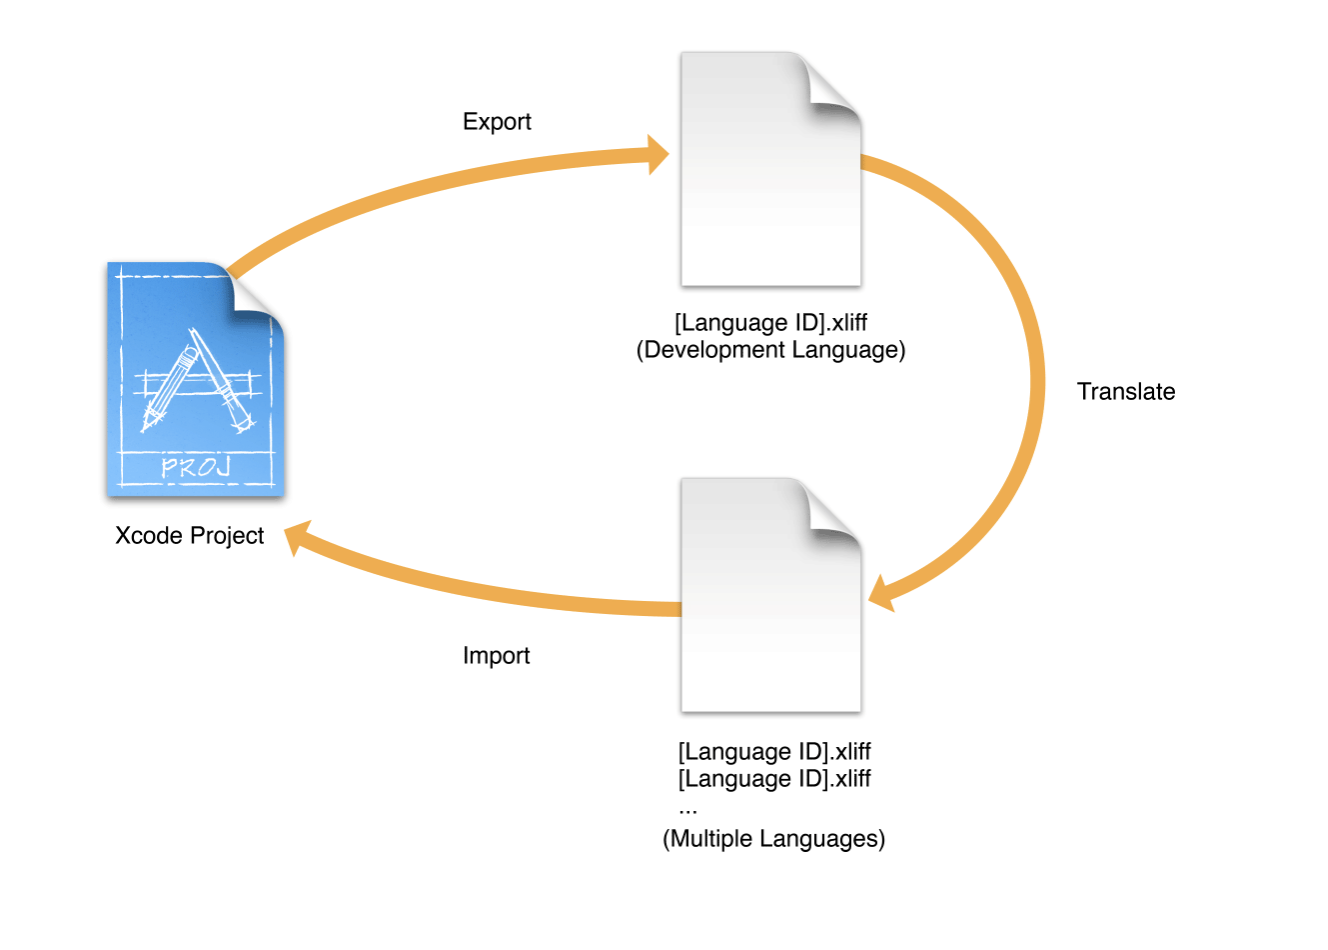 Export
[Language ID].xliff
(Development Language)
Translate
PROJ
Xcode Project
Import
[Language ID].xliff
[Language ID].xliff
...
(Multiple Languages)